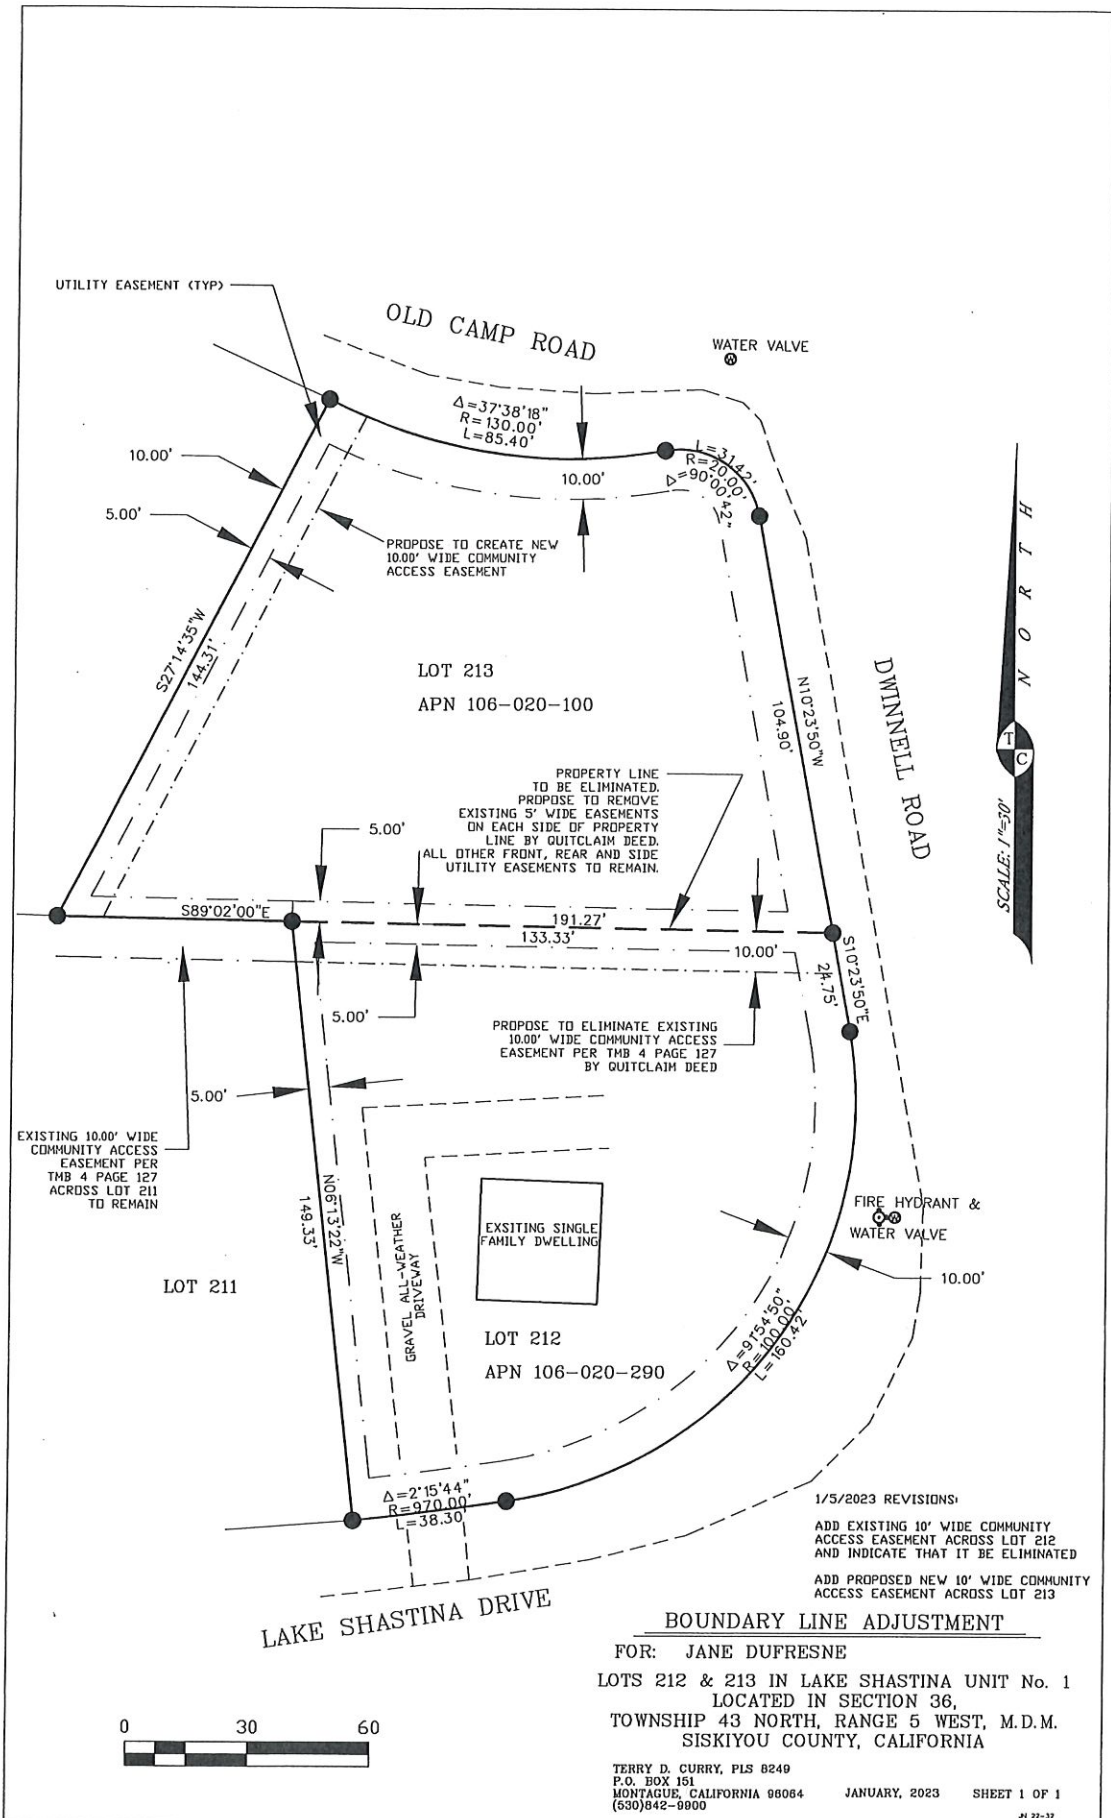 UTILITY EASEMENT (TYP)
OLD CAMP ROAD
WATER VALVE
W
Δ=37°38'18"
R=130.00'
L=85.40'
10.00'
L=31.42'
R=20.00'
Δ=90°00'42"
10.00'
5.00'
PROPOSE TO CREATE NEW
10.00' WIDE COMMUNITY
ACCESS EASEMENT
S27°14'35"W
144.31'
LOT 213
APN 106-020-100
N10°23'50"W
104.90'
DWINNELL ROAD
NORTH
T
C
SCALE: 1"=30'
PROPERTY LINE
TO BE ELIMINATED.
PROPOSE TO REMOVE
EXISTING 5' WIDE EASEMENTS
ON EACH SIDE OF PROPERTY
LINE BY QUITCLAIM DEED.
ALL OTHER FRONT, REAR AND SIDE
UTILITY EASEMENTS TO REMAIN.
5.00'
S89°02'00"E
191.27'
133.33'
10.00'
S10°23'50"E
24.75'
5.00'
PROPOSE TO ELIMINATE EXISTING
10.00' WIDE COMMUNITY ACCESS
EASEMENT PER TMB 4 PAGE 127
BY QUITCLAIM DEED
5.00'
EXISTING 10.00' WIDE
COMMUNITY ACCESS
EASEMENT PER
TMB 4 PAGE 127
ACROSS LOT 211
TO REMAIN
N06°13'22"W
149.33'
GRAVEL ALL-WEATHER
DRIVEWAY
EXSITING SINGLE
FAMILY DWELLING
FIRE HYDRANT &
W
WATER VALVE
10.00'
LOT 211
LOT 212
APN 106-020-290
Δ=91°54'50"
R=100.00'
L=160.42'
Δ=2°15'44"
R=970.00'
L=38.30'
LAKE SHASTINA DRIVE
1/5/2023 REVISIONS:
ADD EXISTING 10' WIDE COMMUNITY
ACCESS EASEMENT ACROSS LOT 212
AND INDICATE THAT IT BE ELIMINATED
ADD PROPOSED NEW 10' WIDE COMMUNITY
ACCESS EASEMENT ACROSS LOT 213
BOUNDARY LINE ADJUSTMENT
FOR: JANE DUFRESNE
LOTS 212 & 213 IN LAKE SHASTINA UNIT No. 1
LOCATED IN SECTION 36,
TOWNSHIP 43 NORTH, RANGE 5 WEST, M.D.M.
SISKIYOU COUNTY, CALIFORNIA
0 30 60
TERRY D. CURRY, PLS 8249
P.O. BOX 151
MONTAGUE, CALIFORNIA 96064 JANUARY, 2023 SHEET 1 OF 1
(530)842-9900
JN 22-32